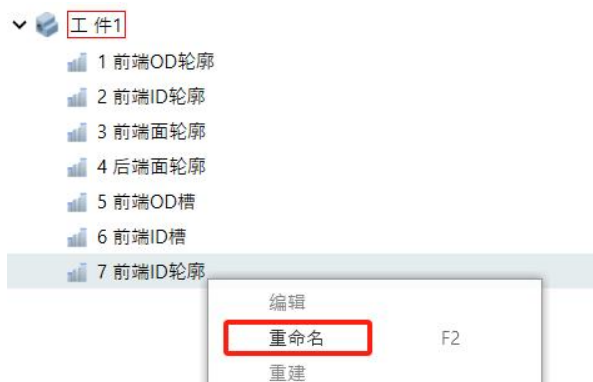 工 件1
1 前端OD轮廓
2 前端ID轮廓
3 前端面轮廓
4 后端面轮廓
5 前端OD槽
6 前端ID槽
7 前端ID轮廓
编辑
重命名 F2
重建